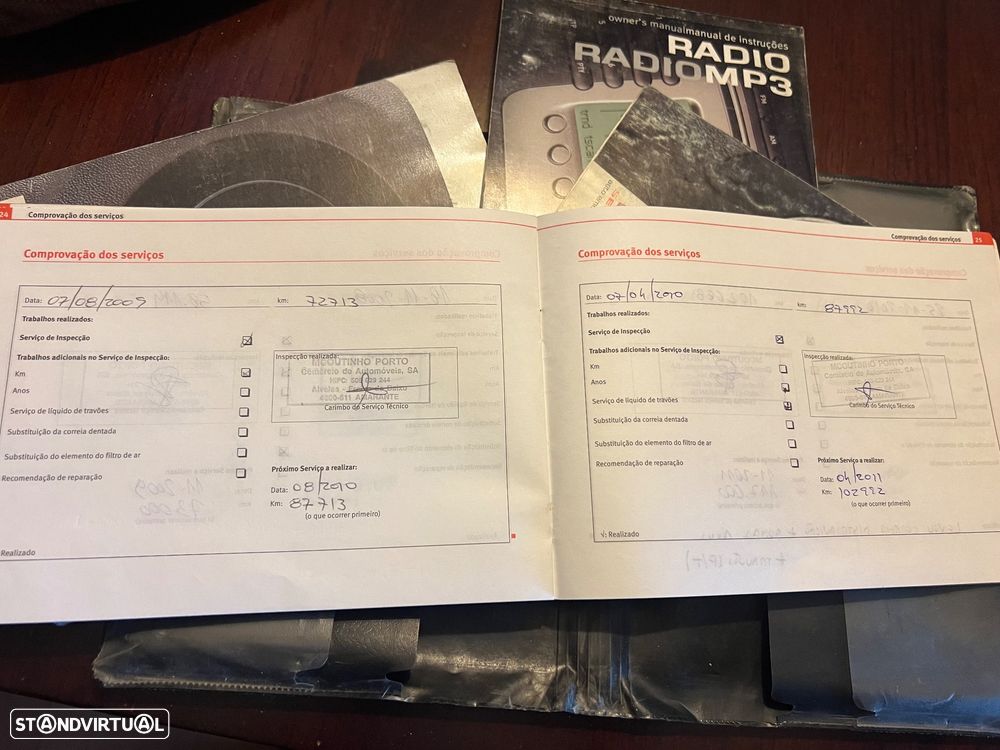 owner's manualmanual de instruções
RADIO
RADIOMP3
24 Comprovação dos serviços
Comprovação dos serviços
Data: 07/08/2009 km: 72713
Trabalhos realizados:
Serviço de Inspecção
Trabalhos adicionais no Serviço de Inspecção:
Km
Anos
Serviço de líquido de travões
Substituição da correia dentada
Substituição do elemento do filtro de ar
Recomendação de reparação
Inspecção realizada:
MCOUTINHO PORTO
Comércio de Automóveis, SA
4600-611 AMARANTE
Carimbo do Serviço Técnico
Próximo Serviço a realizar:
Data: 08/2010
Km: 87713
(o que ocorrer primeiro)
Realizado
Comprovação dos serviços 25
Comprovação dos serviços
Data: 07/04/2010 km: 87992
Trabalhos realizados:
Serviço de Inspecção
Trabalhos adicionais no Serviço de Inspecção:
Km
Anos
Serviço de líquido de travões
Substituição da correia dentada
Substituição do elemento do filtro de ar
Recomendação de reparação
Inspecção realizada:
MCOUTINHO PORTO
Comércio de Automóveis, SA
Carimbo do Serviço Técnico
Próximo Serviço a realizar:
Data: 04/2011
Km: 102992
(o que ocorrer primeiro)
√: Realizado
STANDVIRTUAL